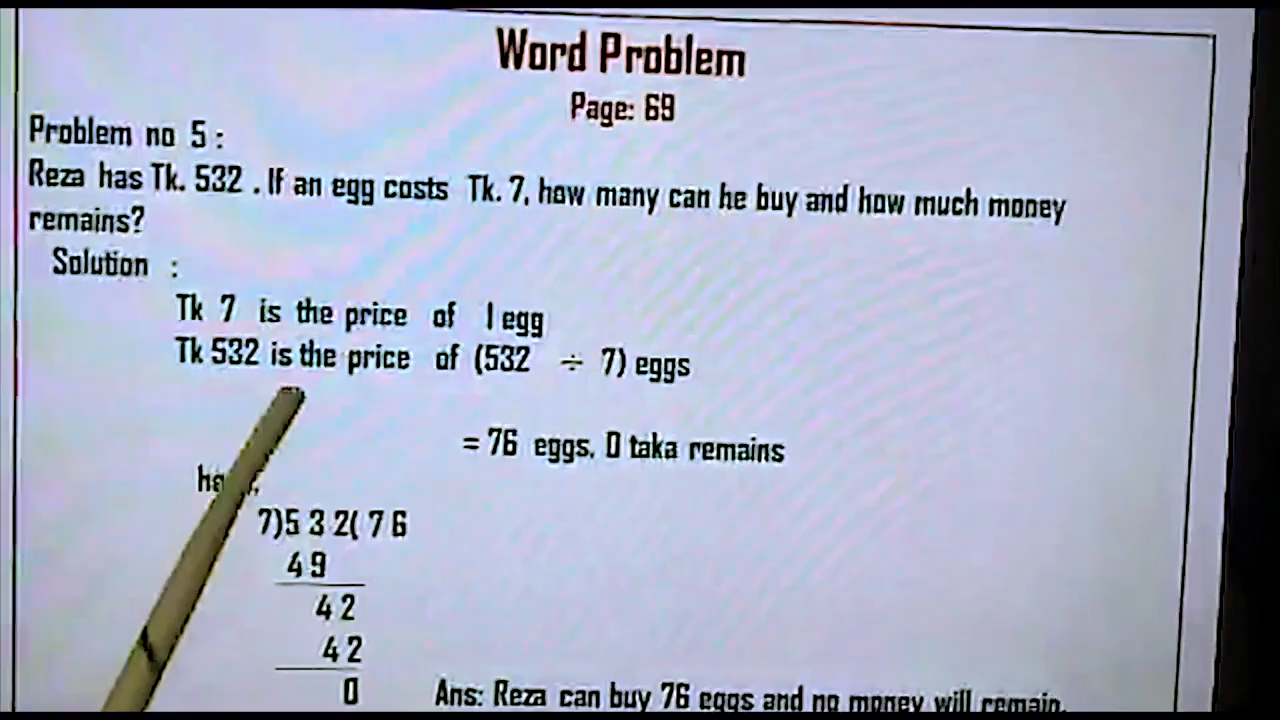 Word Problem
Page: 69
Problem no 5 :
Reza has Tk. 532 . If an egg costs Tk. 7, how many can he buy and how much money
remains?
Solution :
Tk 7 is the price of 1 egg
Tk 532 is the price of (532 ÷ 7) eggs
= 76 eggs. 0 taka remains
7)5 3 2( 7 6
4 9
4 2
4 2
0
Ans: Reza can buy 76 eggs and no money will remain.